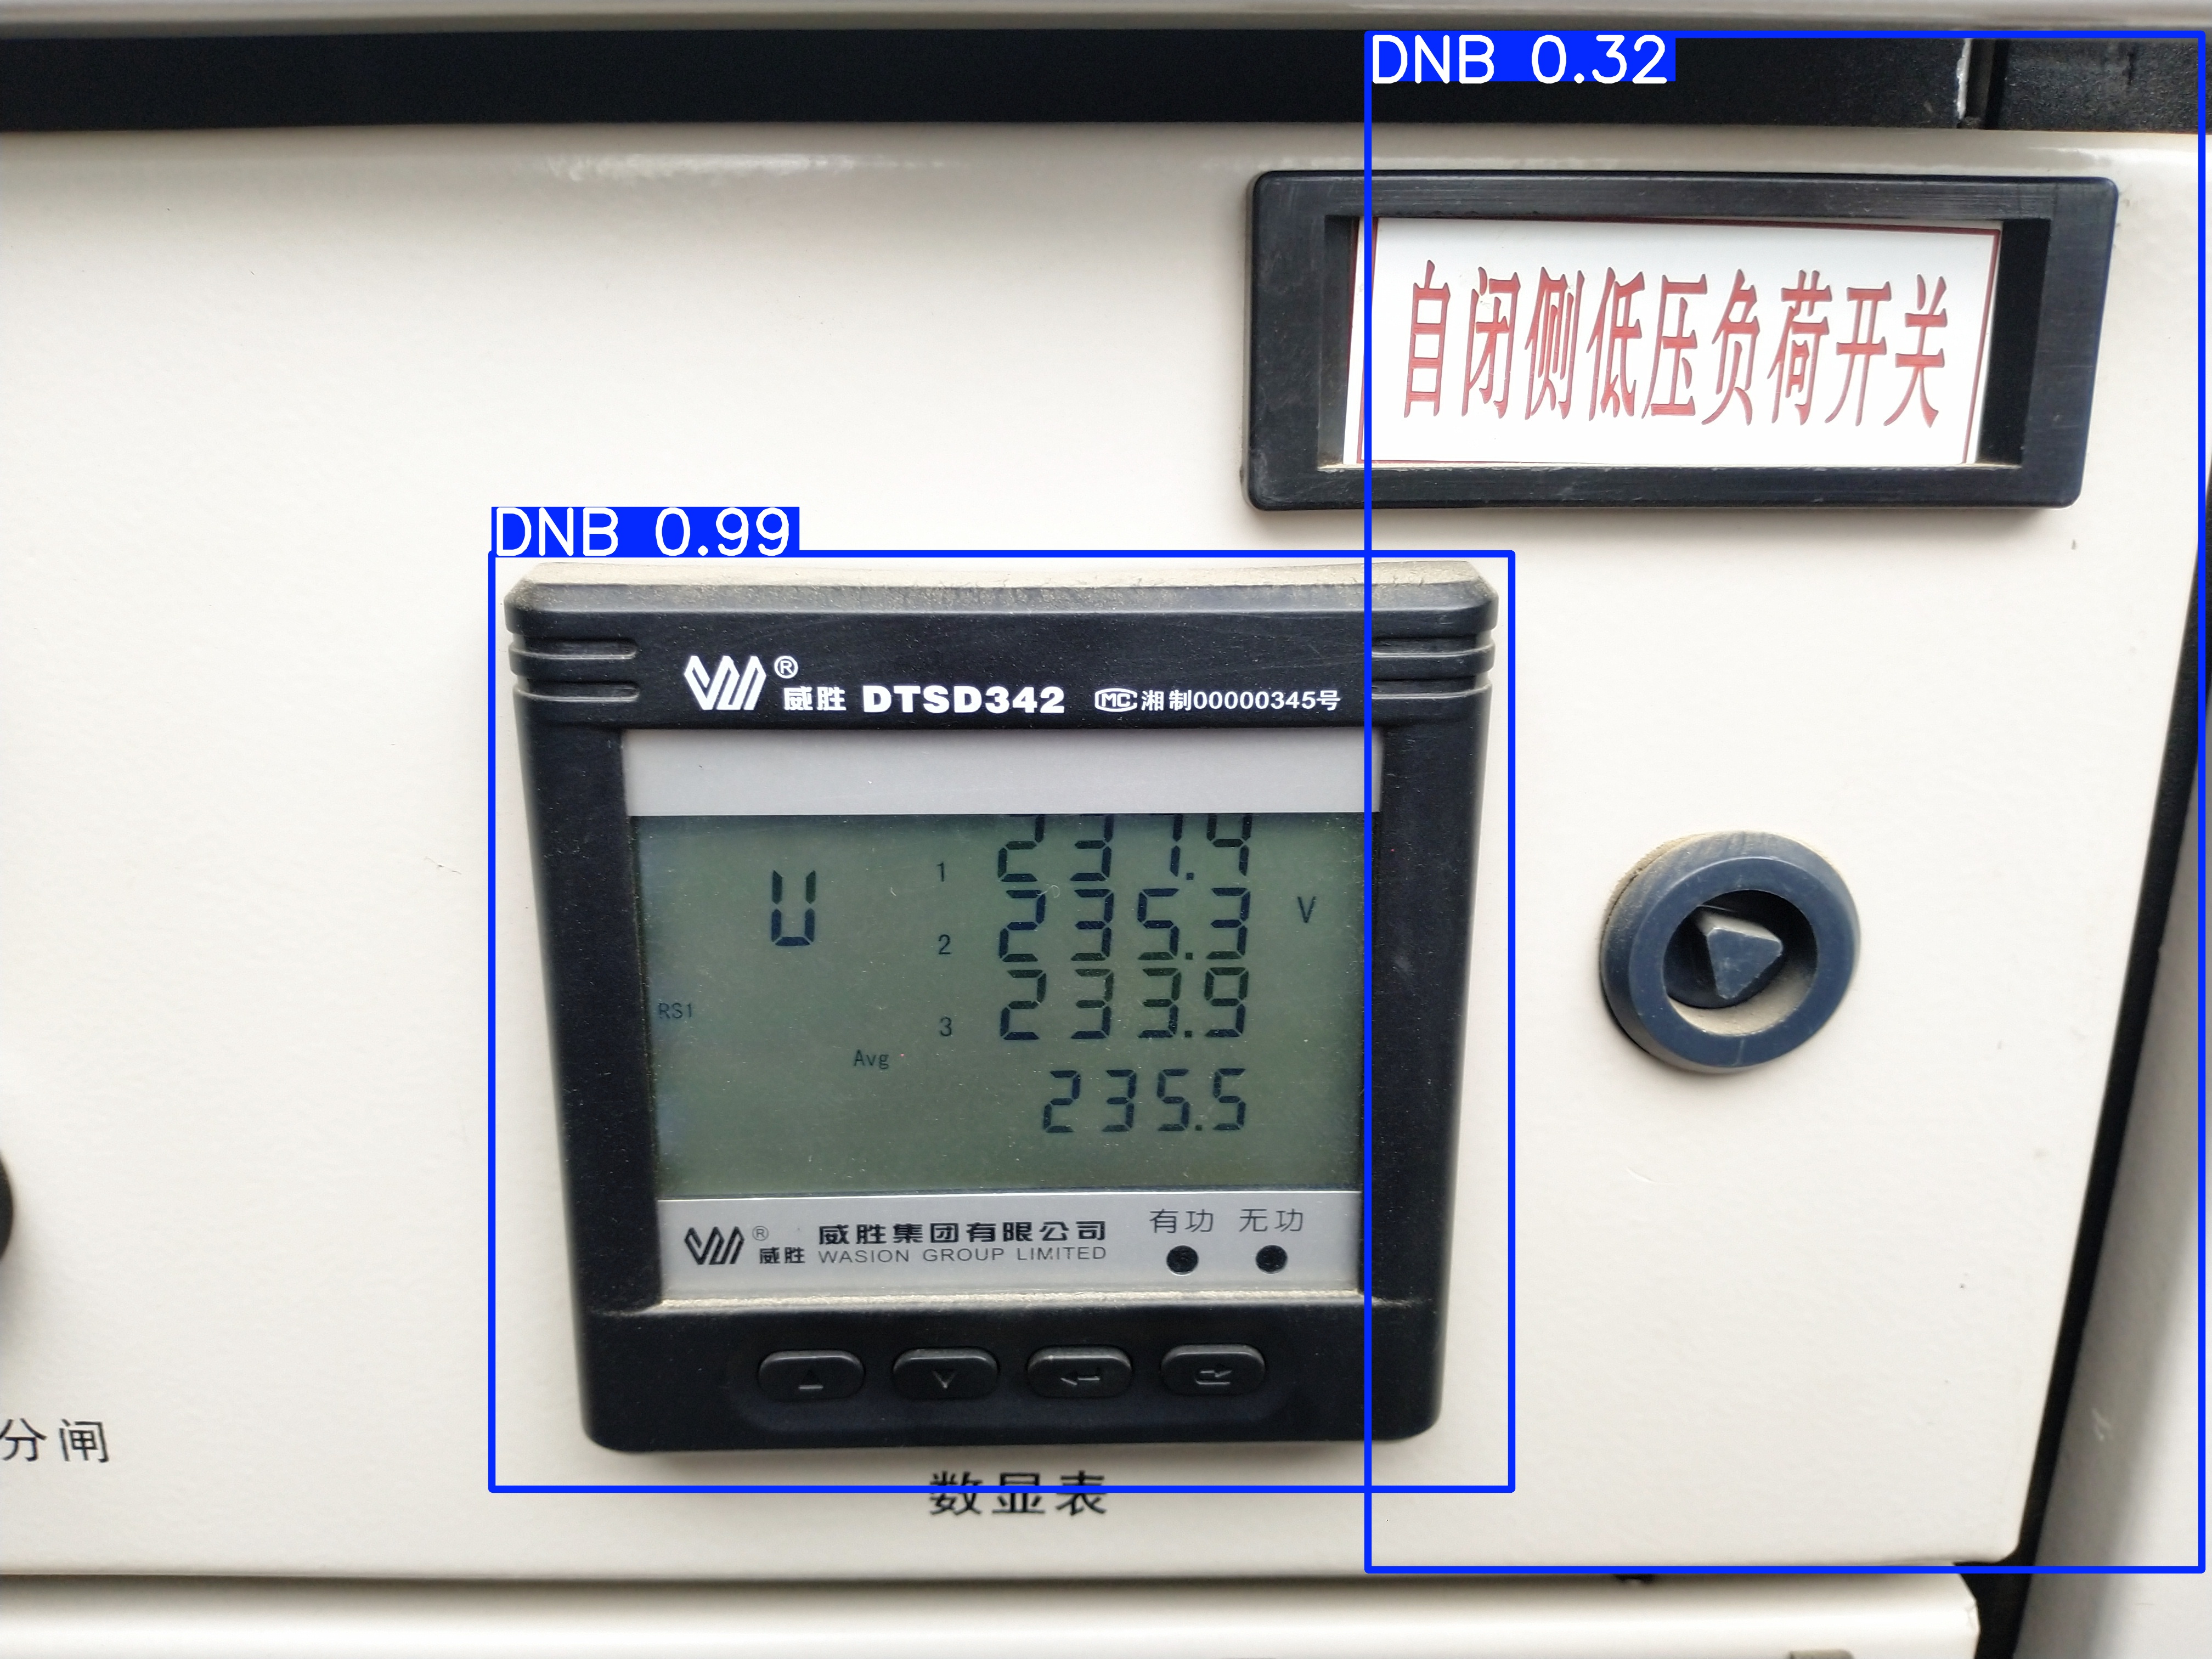 DNB 0.32
自闭侧低压负荷开关
DNB 0.99
® 威胜 DTSD342 MC 湘制00000345号
U
1 237.4
2 235.3 V
3 233.9
RS1
Avg
235.5
® 威胜 威胜集团有限公司
WASION GROUP LIMITED
有功 无功
分闸
数显表